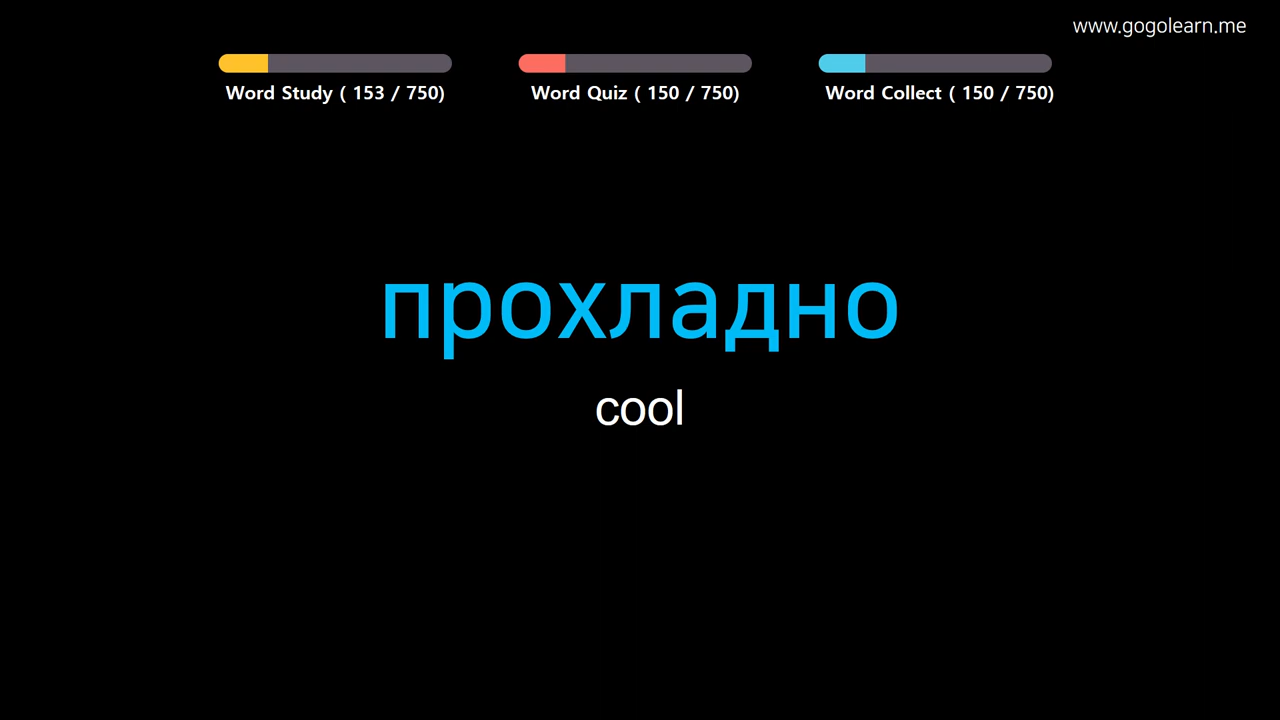 www.gogolearn.me
Word Study ( 153 / 750)
Word Quiz ( 150 / 750)
Word Collect ( 150 / 750)
прохладно
cool